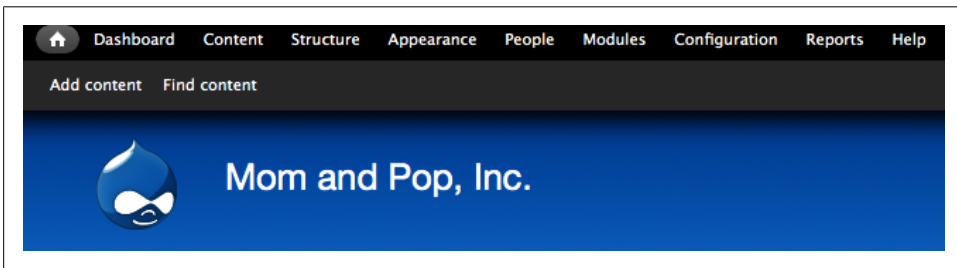 Dashboard Content Structure Appearance People Modules Configuration Reports Help
Add content Find content
Mom and Pop, Inc.